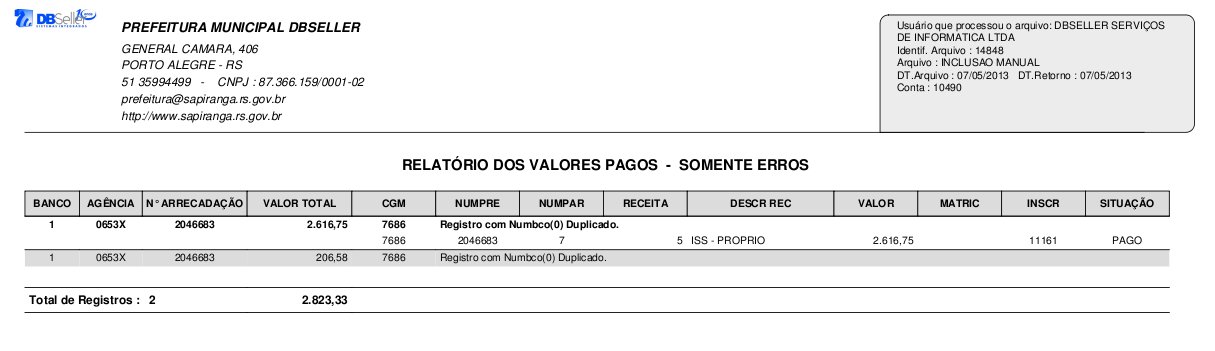 DBSeller
SISTEMAS INTEGRADOS
PREFEITURA MUNICIPAL DBSELLER
GENERAL CAMARA, 406
PORTO ALEGRE - RS
51 35994499 - CNPJ : 87.366.159/0001-02
prefeitura@sapiranga.rs.gov.br
http://www.sapiranga.rs.gov.br
Usuário que processou o arquivo: DBSELLER SERVIÇOS
DE INFORMATICA LTDA
Identif. Arquivo : 14848
Arquivo : INCLUSAO MANUAL
DT.Arquivo : 07/05/2013 DT.Retorno : 07/05/2013
Conta : 10490
RELATÓRIO DOS VALORES PAGOS - SOMENTE ERROS
BANCO AGÊNCIA N° ARRECADAÇÃO VALOR TOTAL CGM NUMPRE NUMPAR RECEITA DESCR REC VALOR MATRIC INSCR SITUAÇÃO
1 0653X 2046683 2.616,75 7686 Registro com Numbco(0) Duplicado.
7686 2046683 7 5 ISS - PROPRIO 2.616,75 11161 PAGO
1 0653X 2046683 206,58 7686 Registro com Numbco(0) Duplicado.
Total de Registros : 2 2.823,33